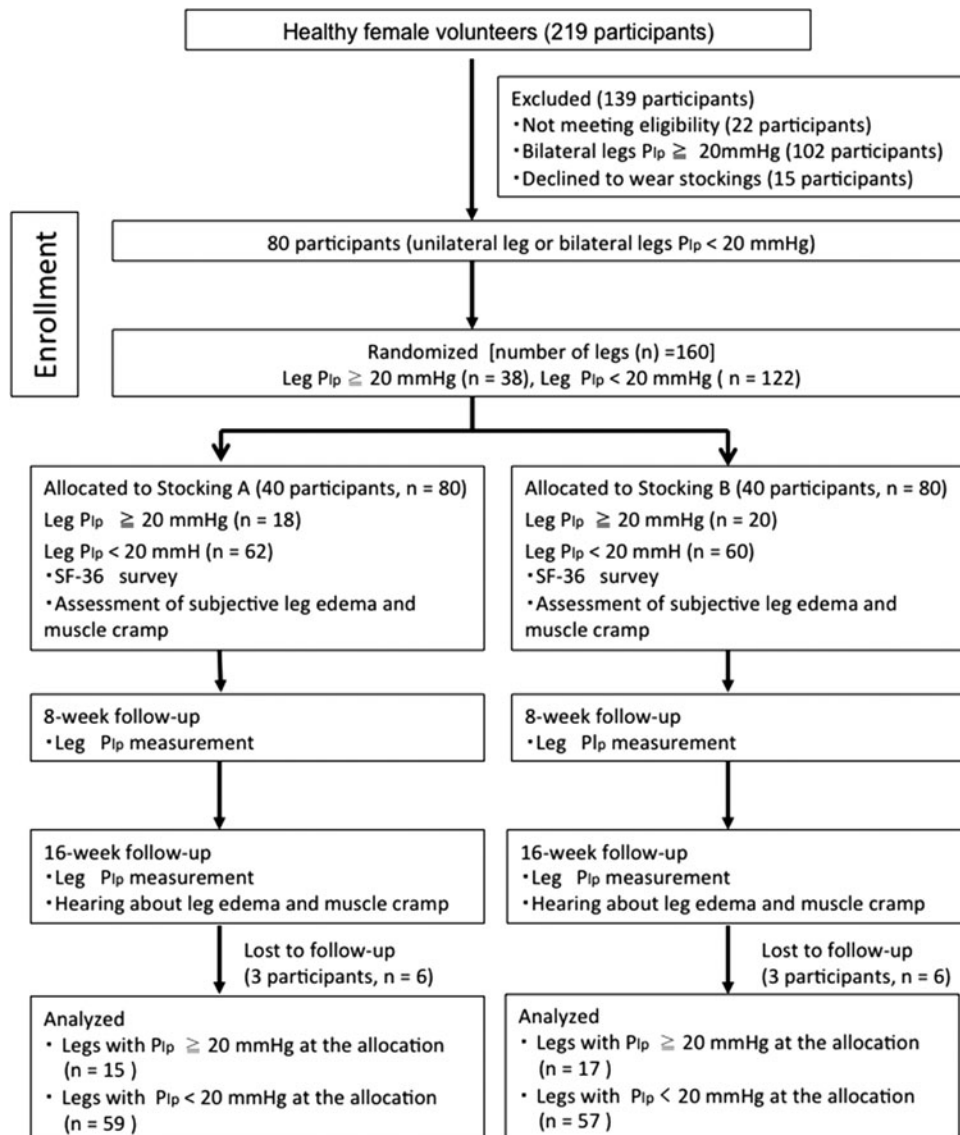 Healthy female volunteers (219 participants)
Excluded (139 participants)
・Not meeting eligibility (22 participants)
・Bilateral legs Plp ≧ 20mmHg (102 participants)
・Declined to wear stockings (15 participants)
Enrollment
80 participants (unilateral leg or bilateral legs Plp < 20 mmHg)
Randomized [number of legs (n) =160]
Leg Plp ≧ 20 mmHg (n = 38), Leg Plp < 20 mmHg ( n = 122)
Allocated to Stocking A (40 participants, n = 80)
Leg Plp ≧ 20 mmHg (n = 18)
Leg Plp < 20 mmH (n = 62)
・SF-36 survey
・Assessment of subjective leg edema and
muscle cramp
Allocated to Stocking B (40 participants, n = 80)
Leg Plp ≧ 20 mmHg (n = 20)
Leg Plp < 20 mmH (n = 60)
・SF-36 survey
・Assessment of subjective leg edema and
muscle cramp
8-week follow-up
・Leg Plp measurement
8-week follow-up
・Leg Plp measurement
16-week follow-up
・Leg Plp measurement
・Hearing about leg edema and muscle cramp
16-week follow-up
・Leg Plp measurement
・Hearing about leg edema and muscle cramp
Lost to follow-up
(3 participants, n = 6)
Lost to follow-up
(3 participants, n = 6)
Analyzed
・ Legs with Plp ≧ 20 mmHg at the allocation
(n = 15 )
・ Legs with Plp < 20 mmHg at the allocation
(n = 59 )
Analyzed
・ Legs with Plp ≧ 20 mmHg at the allocation
(n = 17 )
・ Legs with Plp < 20 mmHg at the allocation
(n = 57 )